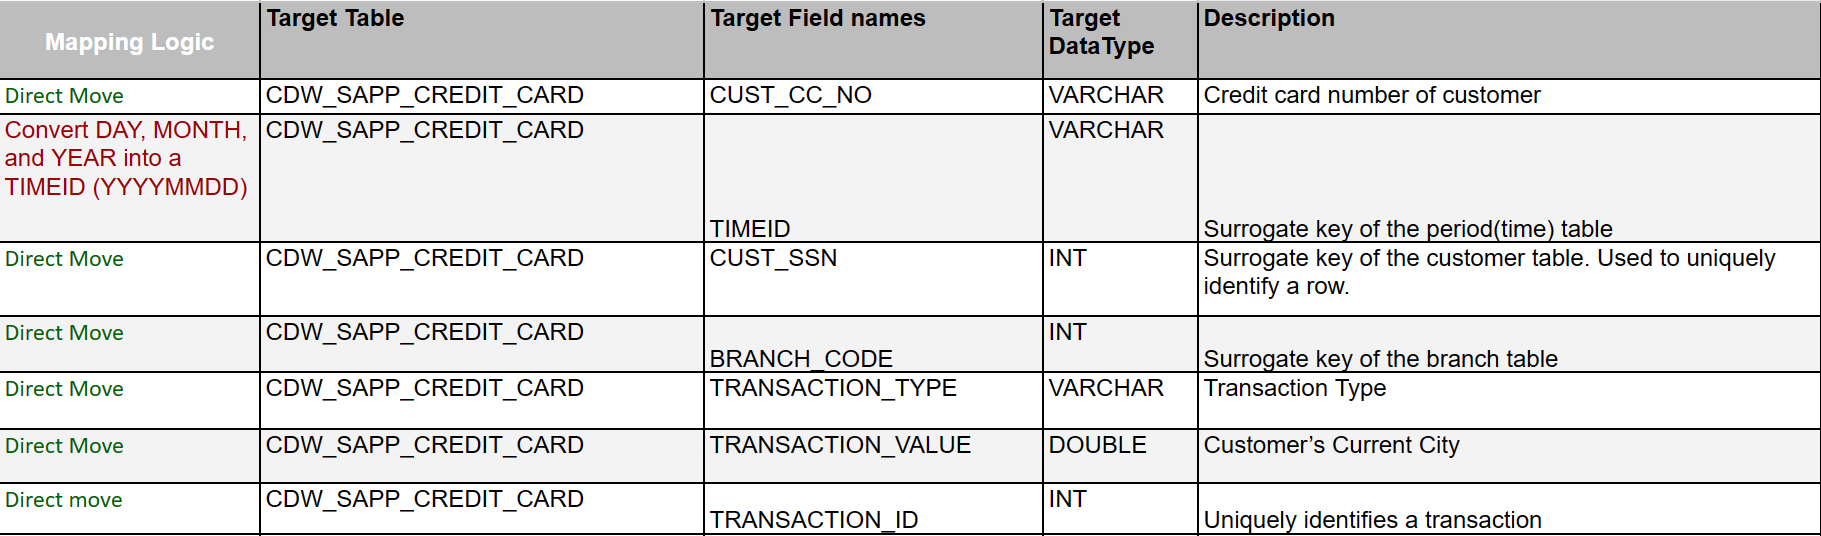 Mapping Logic
Target Table
Target Field names
Target
DataType
Description
Direct Move
CDW_SAPP_CREDIT_CARD
CUST_CC_NO
VARCHAR
Credit card number of customer
Convert DAY, MONTH,
and YEAR into a
TIMEID (YYYYMMDD)
CDW_SAPP_CREDIT_CARD
TIMEID
VARCHAR
Surrogate key of the period(time) table
Direct Move
CDW_SAPP_CREDIT_CARD
CUST_SSN
INT
Surrogate key of the customer table. Used to uniquely
identify a row.
Direct Move
CDW_SAPP_CREDIT_CARD
BRANCH_CODE
INT
Surrogate key of the branch table
Direct Move
CDW_SAPP_CREDIT_CARD
TRANSACTION_TYPE
VARCHAR
Transaction Type
Direct Move
CDW_SAPP_CREDIT_CARD
TRANSACTION_VALUE
DOUBLE
Customer’s Current City
Direct move
CDW_SAPP_CREDIT_CARD
TRANSACTION_ID
INT
Uniquely identifies a transaction